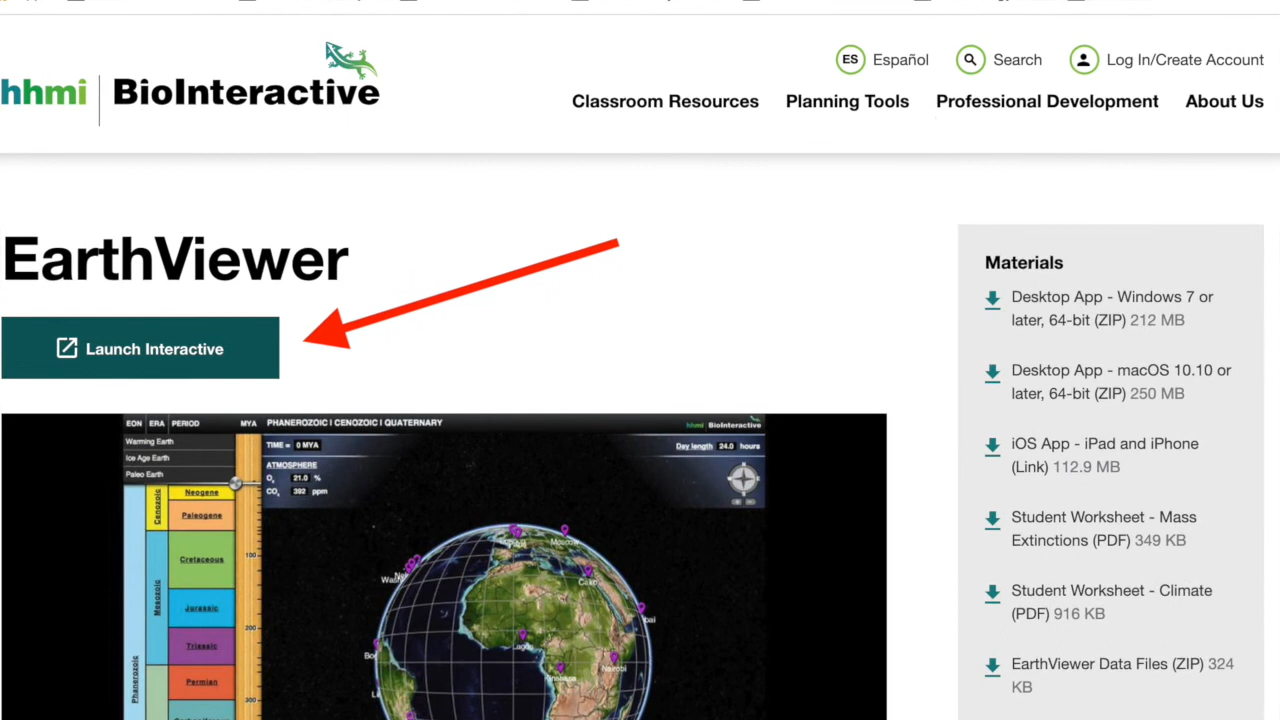 ES Español Search Log In/Create Account
hhmi BioInteractive
Classroom Resources Planning Tools Professional Development About Us
EarthViewer
Launch Interactive
EON ERA PERIOD MYA
Warming Earth
Ice Age Earth
Paleo Earth
Neogene
Paleogene
Cenozoic
Cretaceous
100
Mesozoic
Jurassic
200
Triassic
Phanerozoic
Permian
300
PHANEROZOIC | CENOZOIC | QUATERNARY
hhmi BioInteractive
TIME = 0 MYA
Day length 24.0 hours
ATMOSPHERE
O2 21.0 %
CO2 392 ppm
N
Moscow
Lagos
Nairobi
Kinshasa
Materials
Desktop App - Windows 7 or
later, 64-bit (ZIP) 212 MB
Desktop App - macOS 10.10 or
later, 64-bit (ZIP) 250 MB
iOS App - iPad and iPhone
(Link) 112.9 MB
Student Worksheet - Mass
Extinctions (PDF) 349 KB
Student Worksheet - Climate
(PDF) 916 KB
EarthViewer Data Files (ZIP) 324
KB